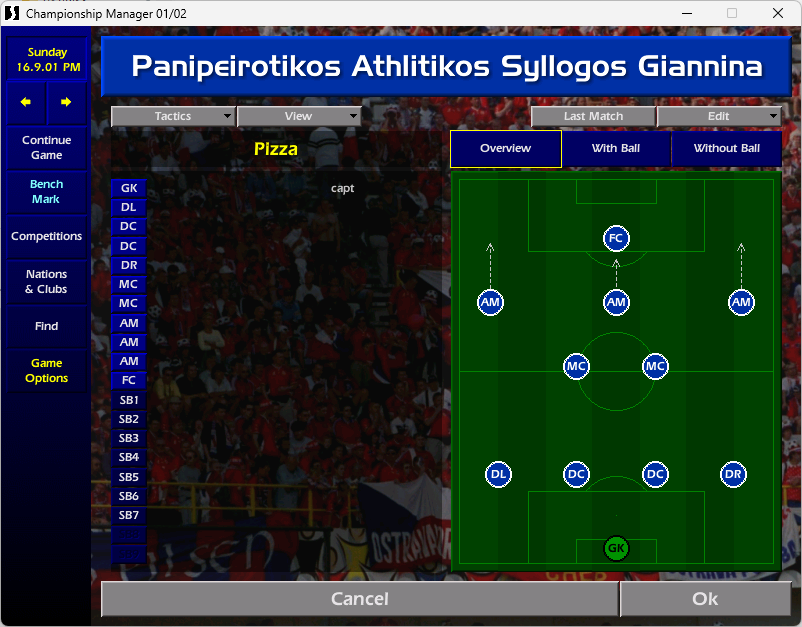 Championship Manager 01/02
Sunday
16.9.01 PM
Continue
Game
Bench
Mark
Competitions
Nations
& Clubs
Find
Game
Options
Panipeirotikos Athlitikos Syllogos Giannina
Tactics
View
Last Match
Edit
Pizza
Overview
With Ball
Without Ball
GK capt
DL
DC
DC
DR
MC
MC
AM
AM
AM
FC
SB1
SB2
SB3
SB4
SB5
SB6
SB7
FC
AM AM AM
MC MC
DL DC DC DR
GK
Cancel
Ok